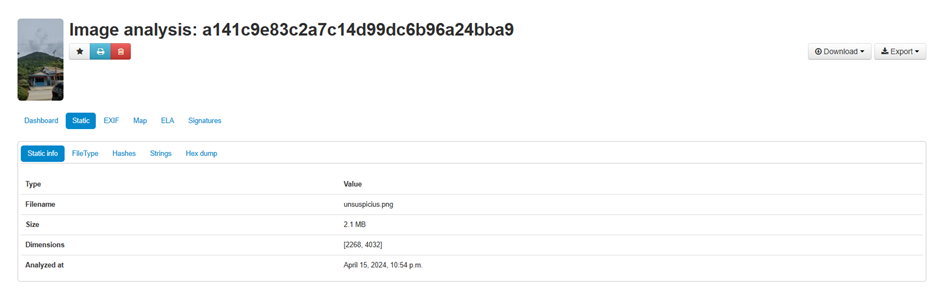 Image analysis: a141c9e83c2a7c14d99dc6b96a24bba9
Download Export
Dashboard Static EXIF Map ELA Signatures
Static info FileType Hashes Strings Hex dump
Type Value
Filename unsuspicius.png
Size 2.1 MB
Dimensions [2268, 4032]
Analyzed at April 15, 2024, 10:54 p.m.